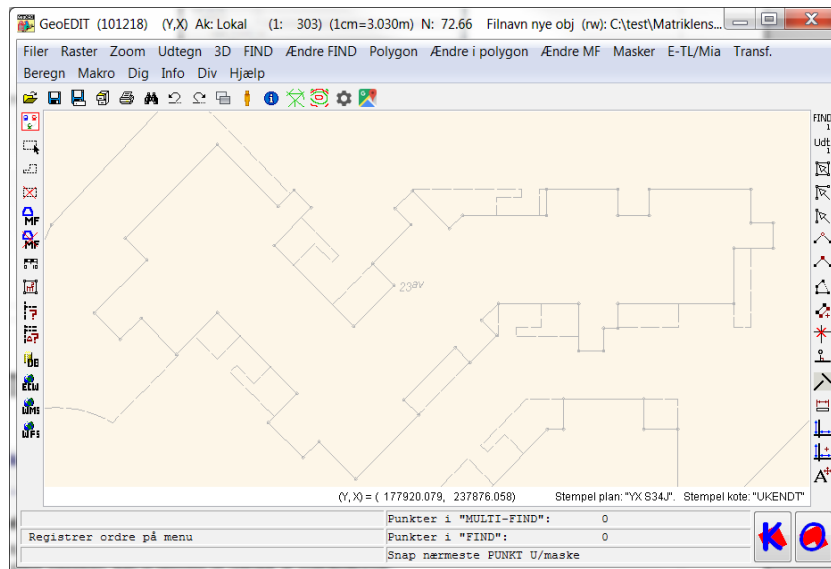 GeoEDIT (101218) (Y,X) Ak: Lokal (1: 303) (1cm=3.030m) N: 72.66 Filnavn nye obj (rw): C:\test\Matriklens...
Filer Raster Zoom Udtegn 3D FIND Ændre FIND Polygon Ændre i polygon Ændre MF Masker E-TL/Mia Transf.
Beregn Makro Dig Info Div Hjælp
FIND
1
Udt
1
MF
MF
23av
DB
ECW
WMS
WFS
(Y, X) = ( 177920.079, 237876.058) Stempel plan: "YX S34J". Stempel kote: "UKENDT"
Punkter i "MULTI-FIND": 0
Registrer ordre på menu Punkter i "FIND": 0
Snap nærmeste PUNKT U/maske
K O